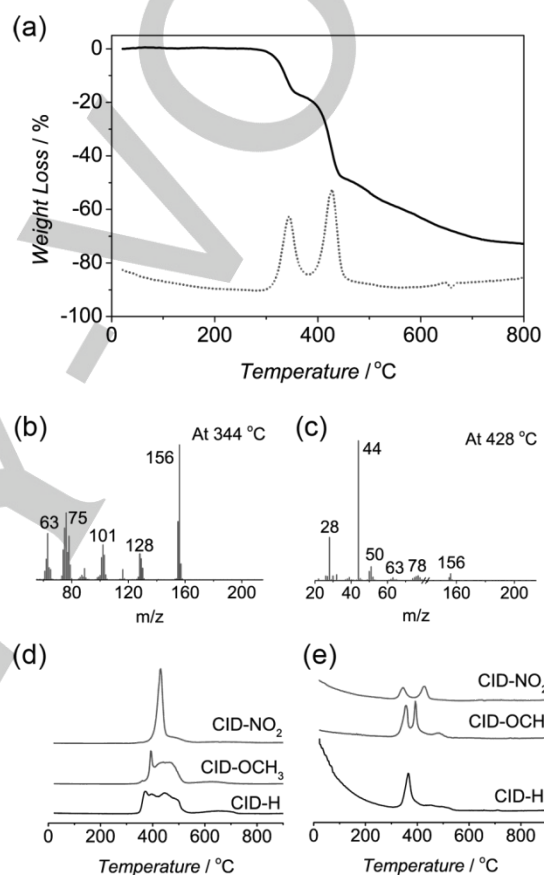 (a)
0
-20
-40
-60
-80
-100
Weight Loss / %
0 200 400 600 800
Temperature / °C
(b)
At 344 °C
156
63
75
101
128
80 120 160 200
m/z
(c)
At 428 °C
44
28
50
63
78
156
20 40 60 80 160 200
m/z
(d)
CID-NO₂
CID-OCH₃
CID-H
0 200 400 600 800
Temperature / °C
(e)
CID-NO₂
CID-OCH₃
CID-H
0 200 400 600 800
Temperature / °C